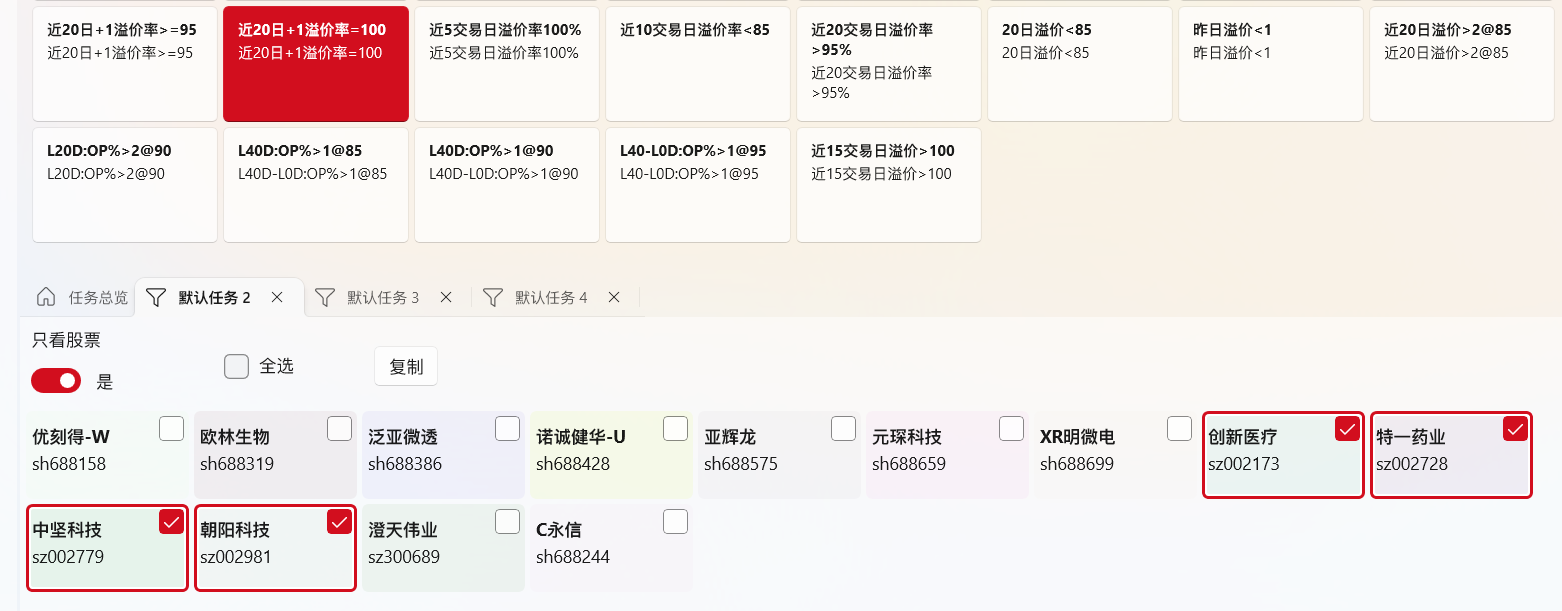 近20日+1溢价率>=95
近20日+1溢价率>=95
近20日+1溢价率=100
近20日+1溢价率=100
近5交易日溢价率100%
近5交易日溢价率100%
近10交易日溢价率<85
近20交易日溢价率
>95%
近20交易日溢价率
>95%
20日溢价<85
20日溢价<85
昨日溢价<1
昨日溢价<1
近20日溢价>2@85
近20日溢价>2@85
L20D:OP%>2@90
L20D:OP%>2@90
L40D:OP%>1@85
L40D-L0D:OP%>1@85
L40D:OP%>1@90
L40D-L0D:OP%>1@90
L40-L0D:OP%>1@95
L40-L0D:OP%>1@95
近15交易日溢价>100
近15交易日溢价>100
任务总览
默认任务 2
默认任务 3
默认任务 4
只看股票
是
全选
复制
优刻得-W
sh688158
欧林生物
sh688319
泛亚微透
sh688386
诺诚健华-U
sh688428
亚辉龙
sh688575
元琛科技
sh688659
XR明微电
sh688699
创新医疗
sz002173
特一药业
sz002728
中坚科技
sz002779
朝阳科技
sz002981
澄天伟业
sz300689
C永信
sh688244